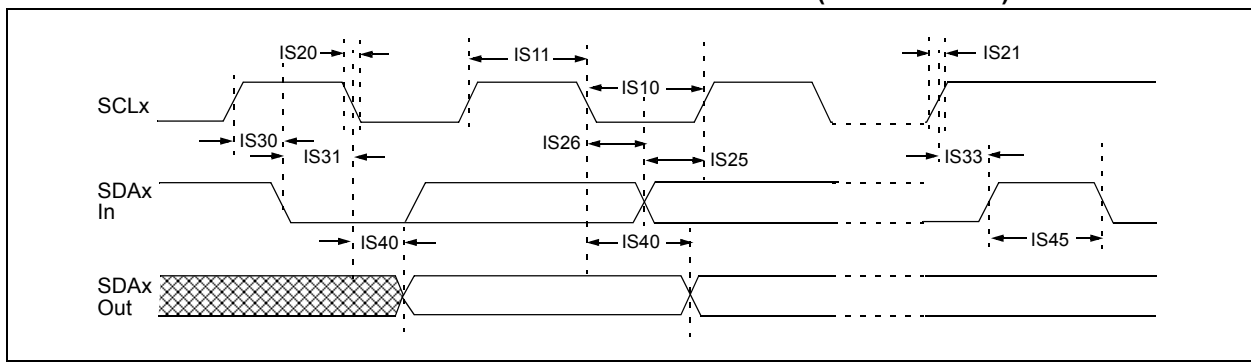 IS20
IS11
IS21
SCLx
IS10
IS30
IS31
IS26
IS25
IS33
SDAx
In
IS40
IS40
IS45
SDAx
Out